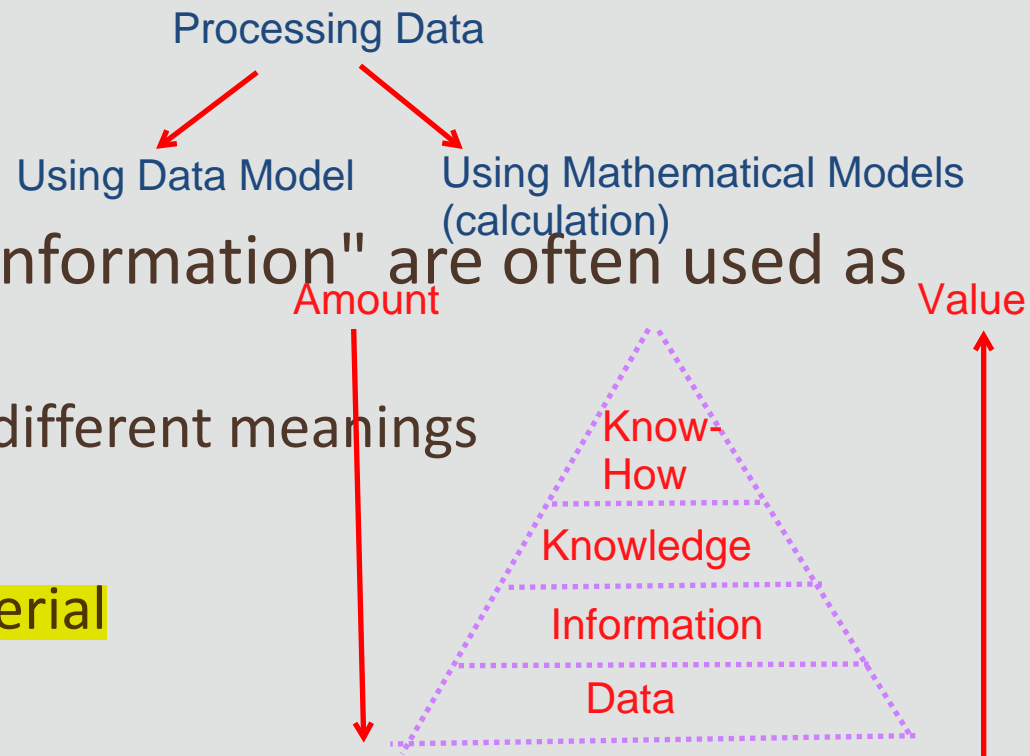 Processing Data
Using Data Model
Using Mathematical Models
(calculation)
nformation" are often used as
Amount
Value
different meanings
Know-
How
Knowledge
erial
Information
Data